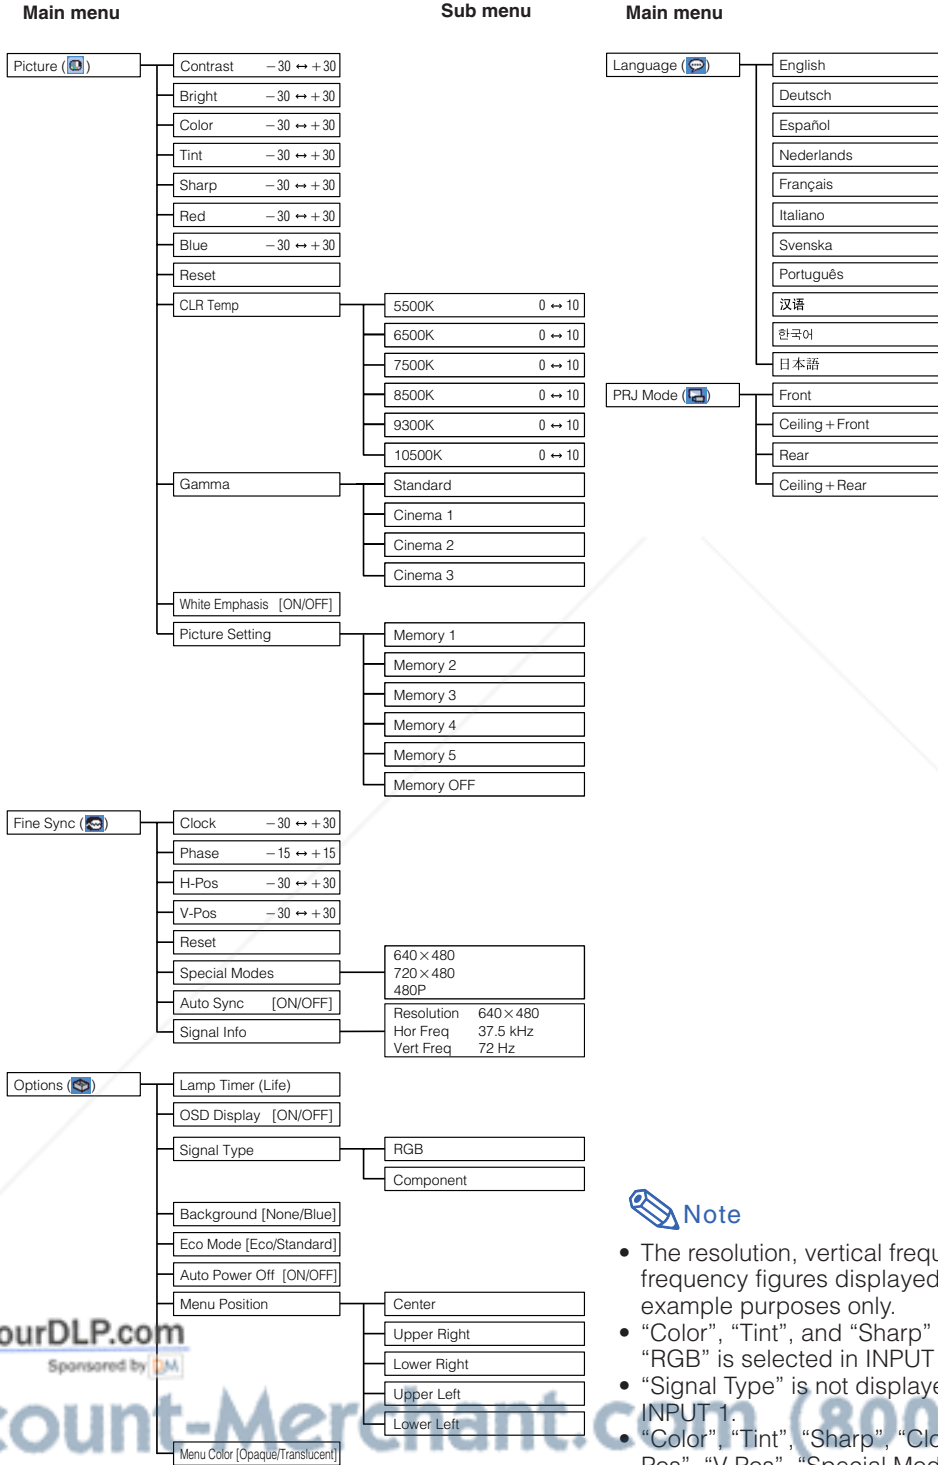 Main menu
Sub menu
Main menu
Picture ( )
Contrast −30 ↔ +30
Bright −30 ↔ +30
Color −30 ↔ +30
Tint −30 ↔ +30
Sharp −30 ↔ +30
Red −30 ↔ +30
Blue −30 ↔ +30
Reset
CLR Temp
5500K 0 ↔ 10
6500K 0 ↔ 10
7500K 0 ↔ 10
8500K 0 ↔ 10
9300K 0 ↔ 10
10500K 0 ↔ 10
Gamma
Standard
Cinema 1
Cinema 2
Cinema 3
White Emphasis [ON/OFF]
Picture Setting
Memory 1
Memory 2
Memory 3
Memory 4
Memory 5
Memory OFF
Fine Sync ( )
Clock −30 ↔ +30
Phase −15 ↔ +15
H-Pos −30 ↔ +30
V-Pos −30 ↔ +30
Reset
Special Modes
640×480
720×480
480P
Auto Sync [ON/OFF]
Signal Info
Resolution 640×480
Hor Freq 37.5 kHz
Vert Freq 72 Hz
Options ( )
Lamp Timer (Life)
OSD Display [ON/OFF]
Signal Type
RGB
Component
Background [None/Blue]
Eco Mode [Eco/Standard]
Auto Power Off [ON/OFF]
Menu Position
Center
Upper Right
Lower Right
Upper Left
Lower Left
Menu Color [Opaque/Translucent]
Language ( )
English
Deutsch
Español
Nederlands
Français
Italiano
Svenska
Português
汉语
한국어
日本語
PRJ Mode ( )
Front
Ceiling+Front
Rear
Ceiling+Rear
Note
• The resolution, vertical frequ
frequency figures displayed
example purposes only.
• “Color”, “Tint”, and “Sharp”
“RGB” is selected in INPUT
• “Signal Type” is not displaye
INPUT 1.
• “Color”, “Tint”, “Sharp”, “Clo
Pos”, “V-Pos”, “Special Mod
ourDLP.com
Sponsored by DM
count-Merchant.com (800